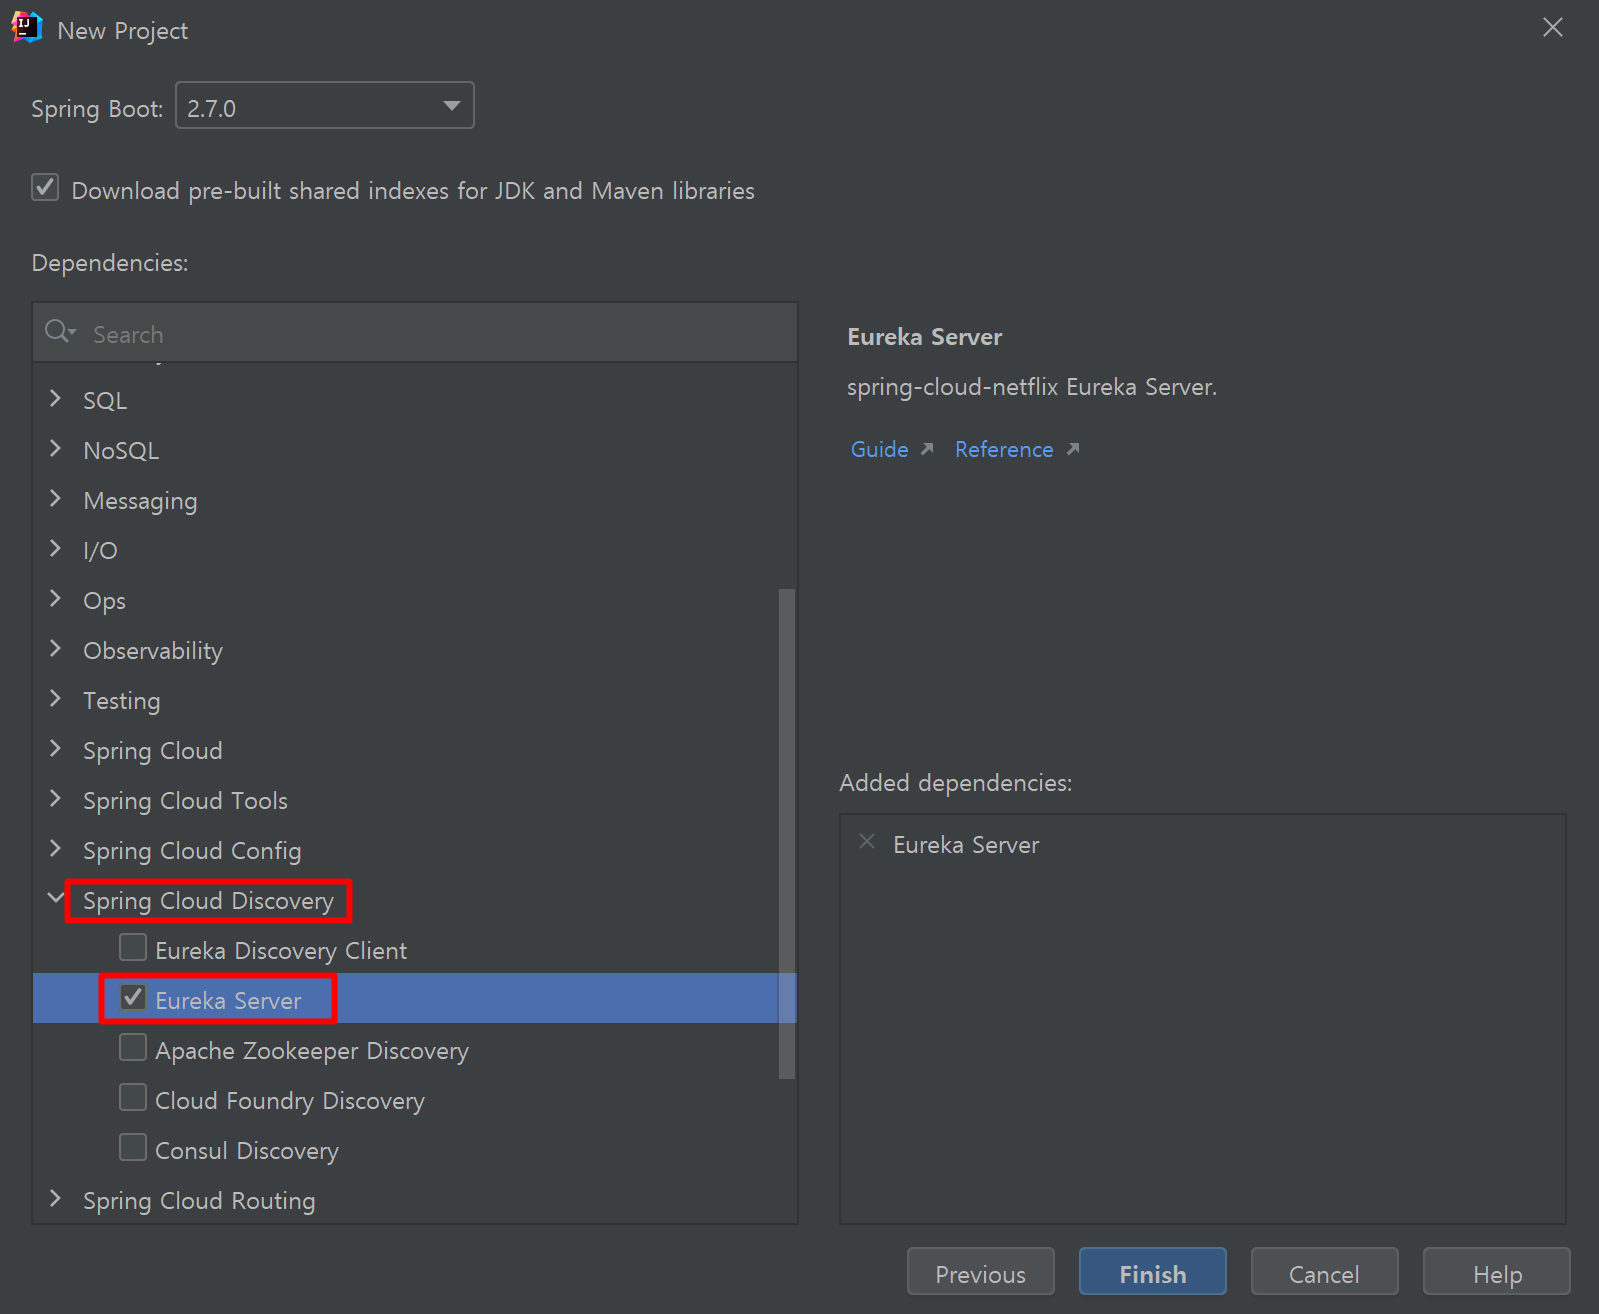 New Project
Spring Boot: 2.7.0
Download pre-built shared indexes for JDK and Maven libraries
Dependencies:
Search
SQL
NoSQL
Messaging
I/O
Ops
Observability
Testing
Spring Cloud
Spring Cloud Tools
Spring Cloud Config
Spring Cloud Discovery
Eureka Discovery Client
Eureka Server
Apache Zookeeper Discovery
Cloud Foundry Discovery
Consul Discovery
Spring Cloud Routing
Eureka Server
spring-cloud-netflix Eureka Server.
Guide Reference
Added dependencies:
Eureka Server
Previous Finish Cancel Help